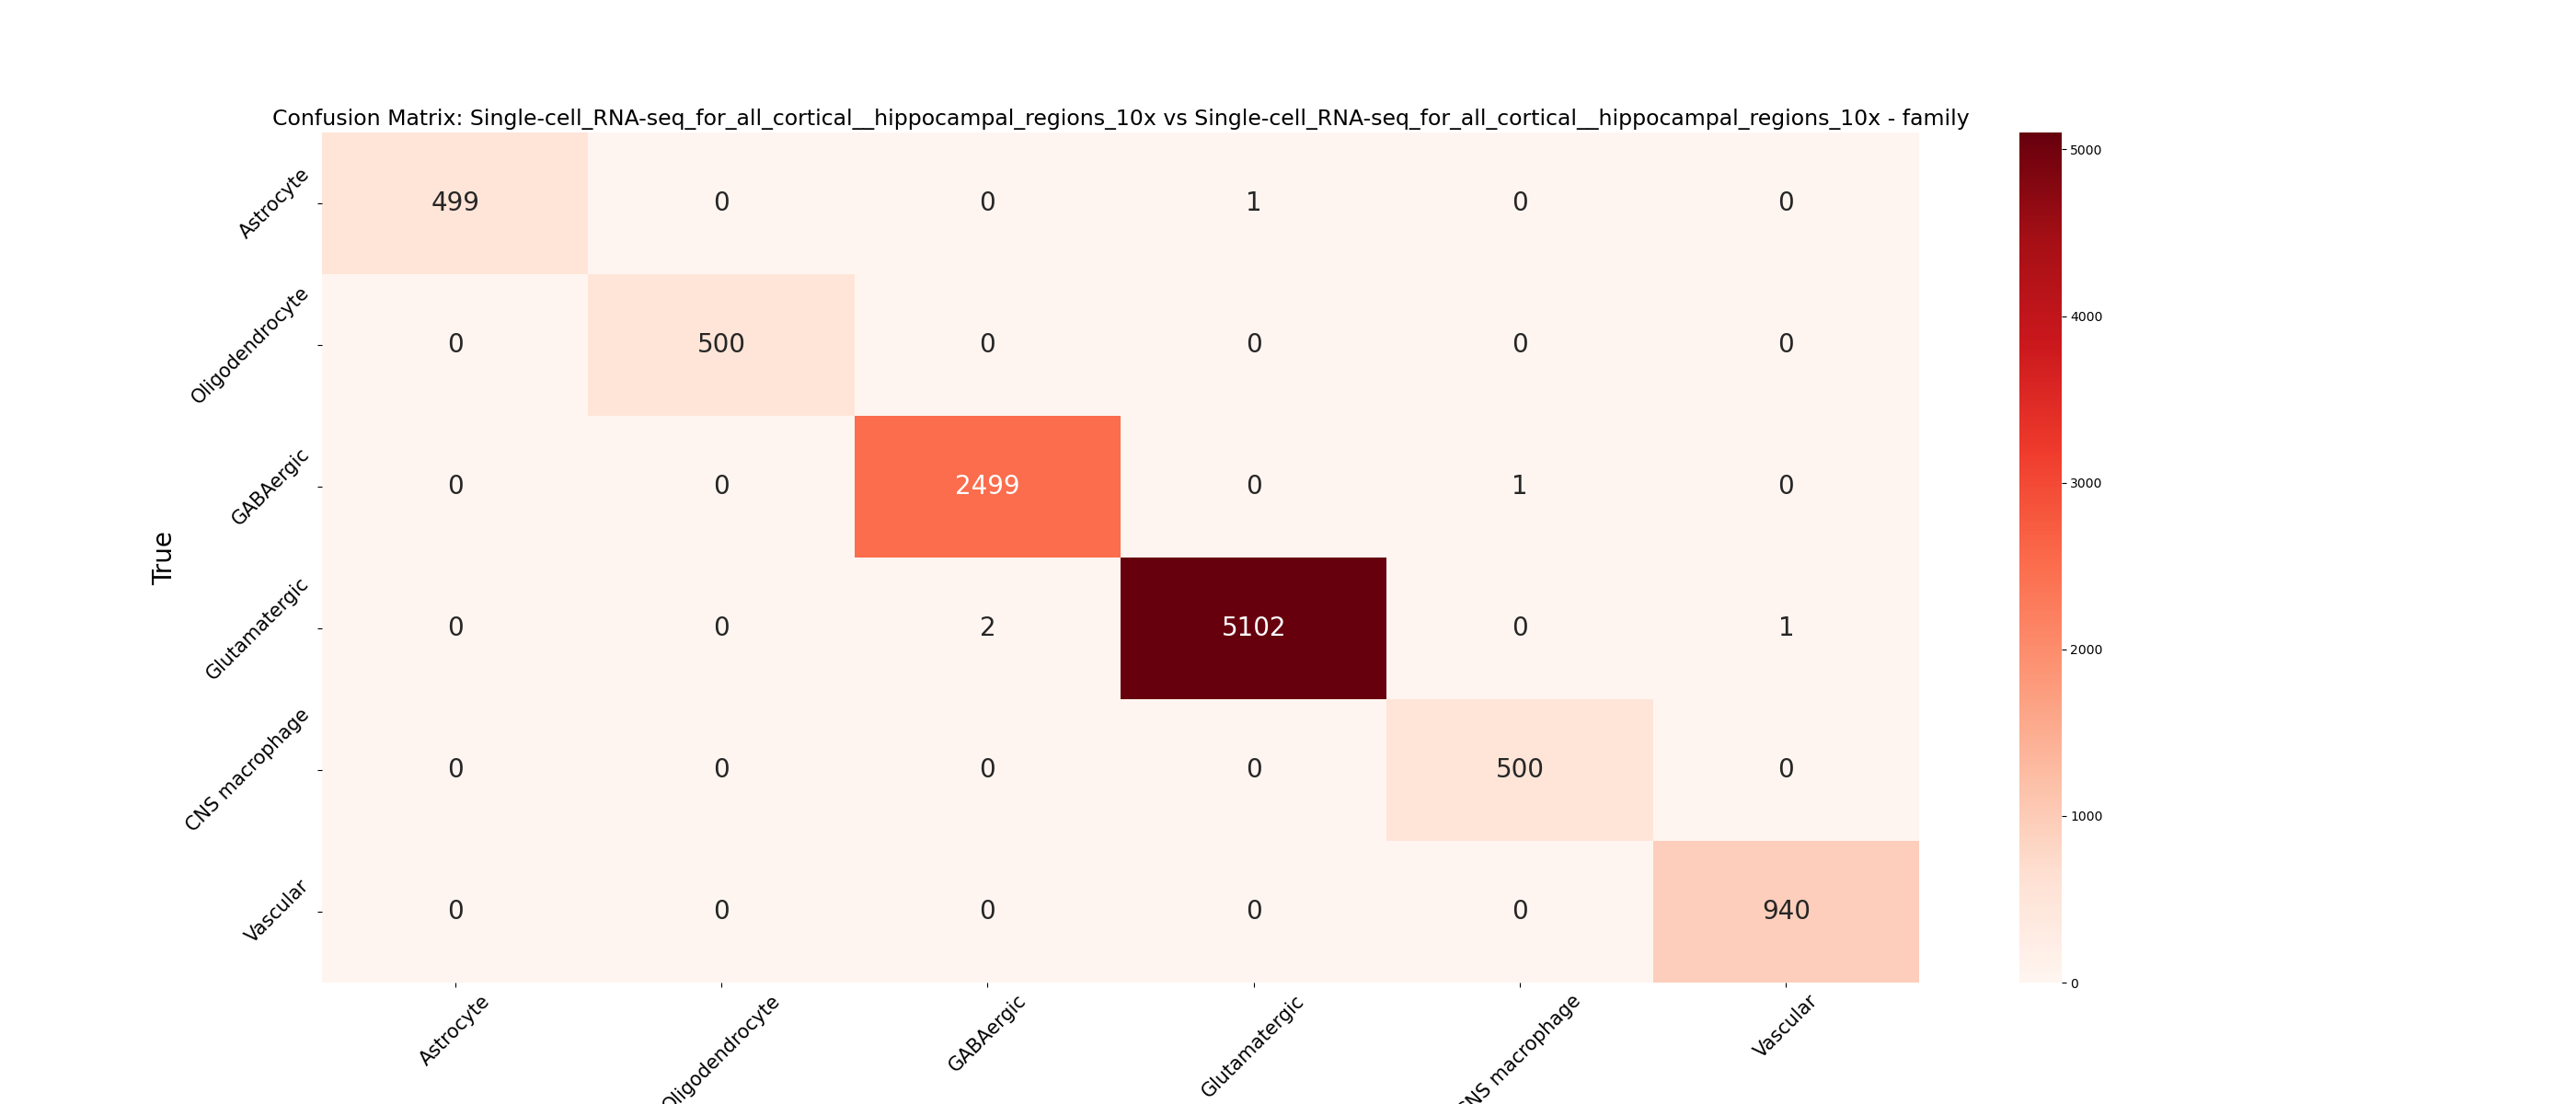 Confusion Matrix: Single-cell_RNA-seq_for_all_cortical__hippocampal_regions_10x vs Single-cell_RNA-seq_for_all_cortical__hippocampal_regions_10x - family
True
Astrocyte 499 0 0 1 0 0
Oligodendrocyte 0 500 0 0 0 0
GABAergic 0 0 2499 0 1 0
Glutamatergic 0 0 2 5102 0 1
CNS macrophage 0 0 0 0 500 0
Vascular 0 0 0 0 0 940
Astrocyte Oligodendrocyte GABAergic Glutamatergic CNS macrophage Vascular
5000
4000
3000
2000
1000
0